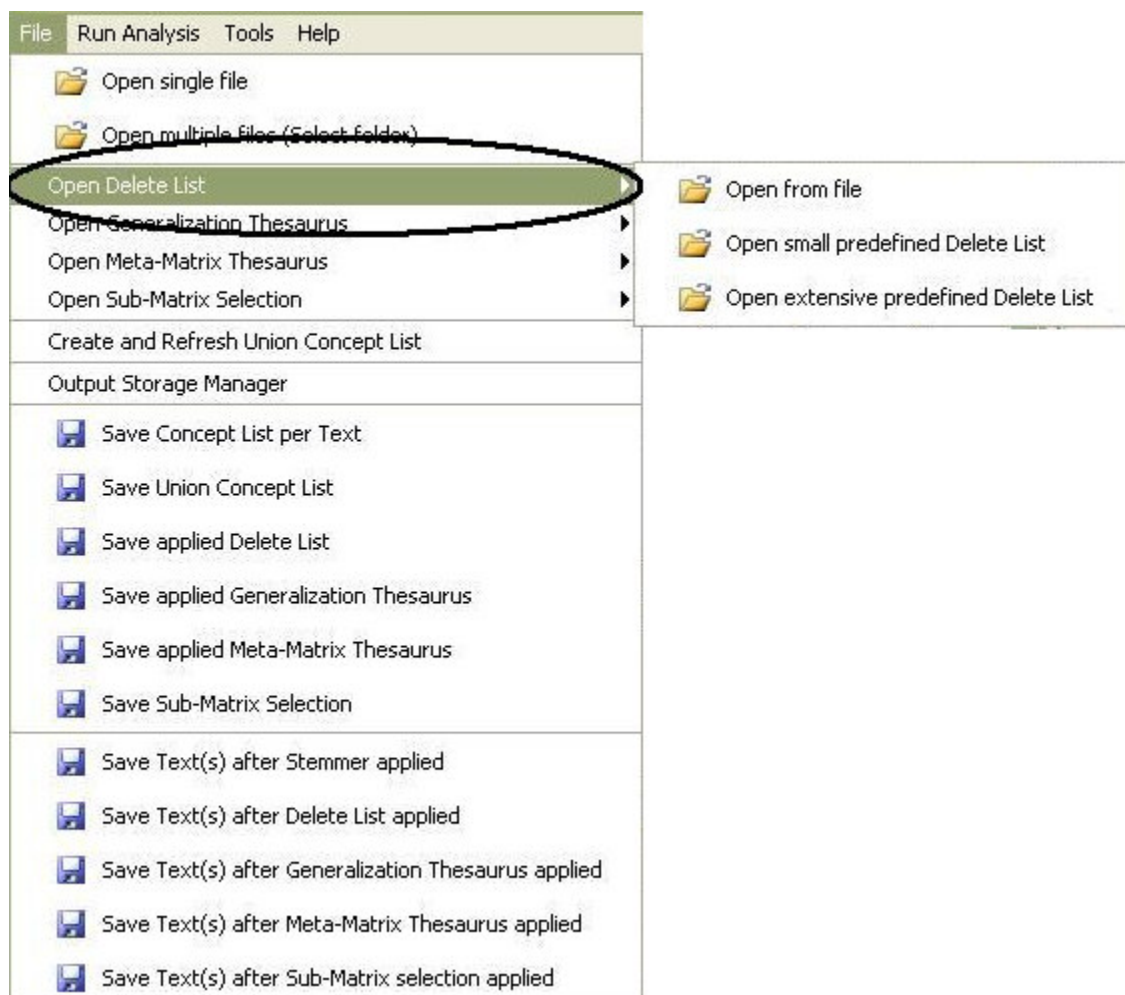 File Run Analysis Tools Help
Open single file
Open multiple files (Select folder)
Open Delete List
Open Generalization Thesaurus
Open Meta-Matrix Thesaurus
Open Sub-Matrix Selection
Open from file
Open small predefined Delete List
Open extensive predefined Delete List
Create and Refresh Union Concept List
Output Storage Manager
Save Concept List per Text
Save Union Concept List
Save applied Delete List
Save applied Generalization Thesaurus
Save applied Meta-Matrix Thesaurus
Save Sub-Matrix Selection
Save Text(s) after Stemmer applied
Save Text(s) after Delete List applied
Save Text(s) after Generalization Thesaurus applied
Save Text(s) after Meta-Matrix Thesaurus applied
Save Text(s) after Sub-Matrix selection applied